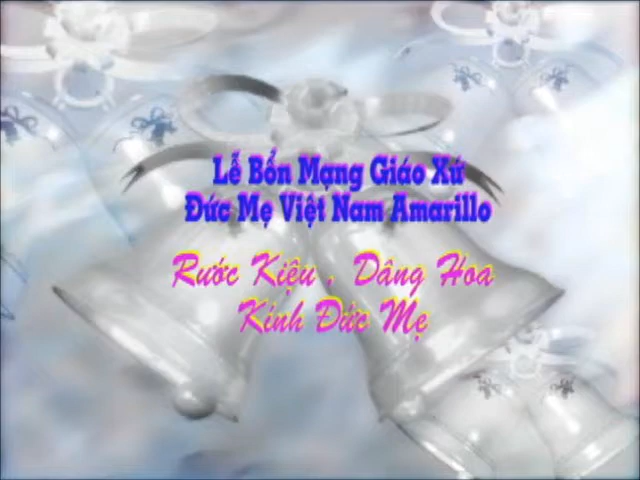 Lễ Bổn Mạng Giáo Xứ
Đức Mẹ Việt Nam Amarillo
Rước Kiệu , Dâng Hoa
Kính Đức Mẹ